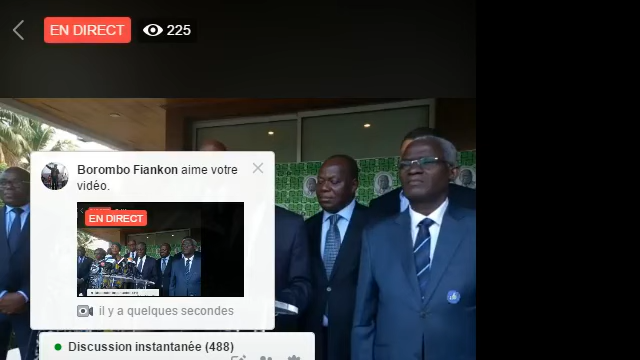 EN DIRECT 225
Borombo Fiankon aime votre
vidéo.
EN DIRECT
il y a quelques secondes
Discussion instantanée (488)